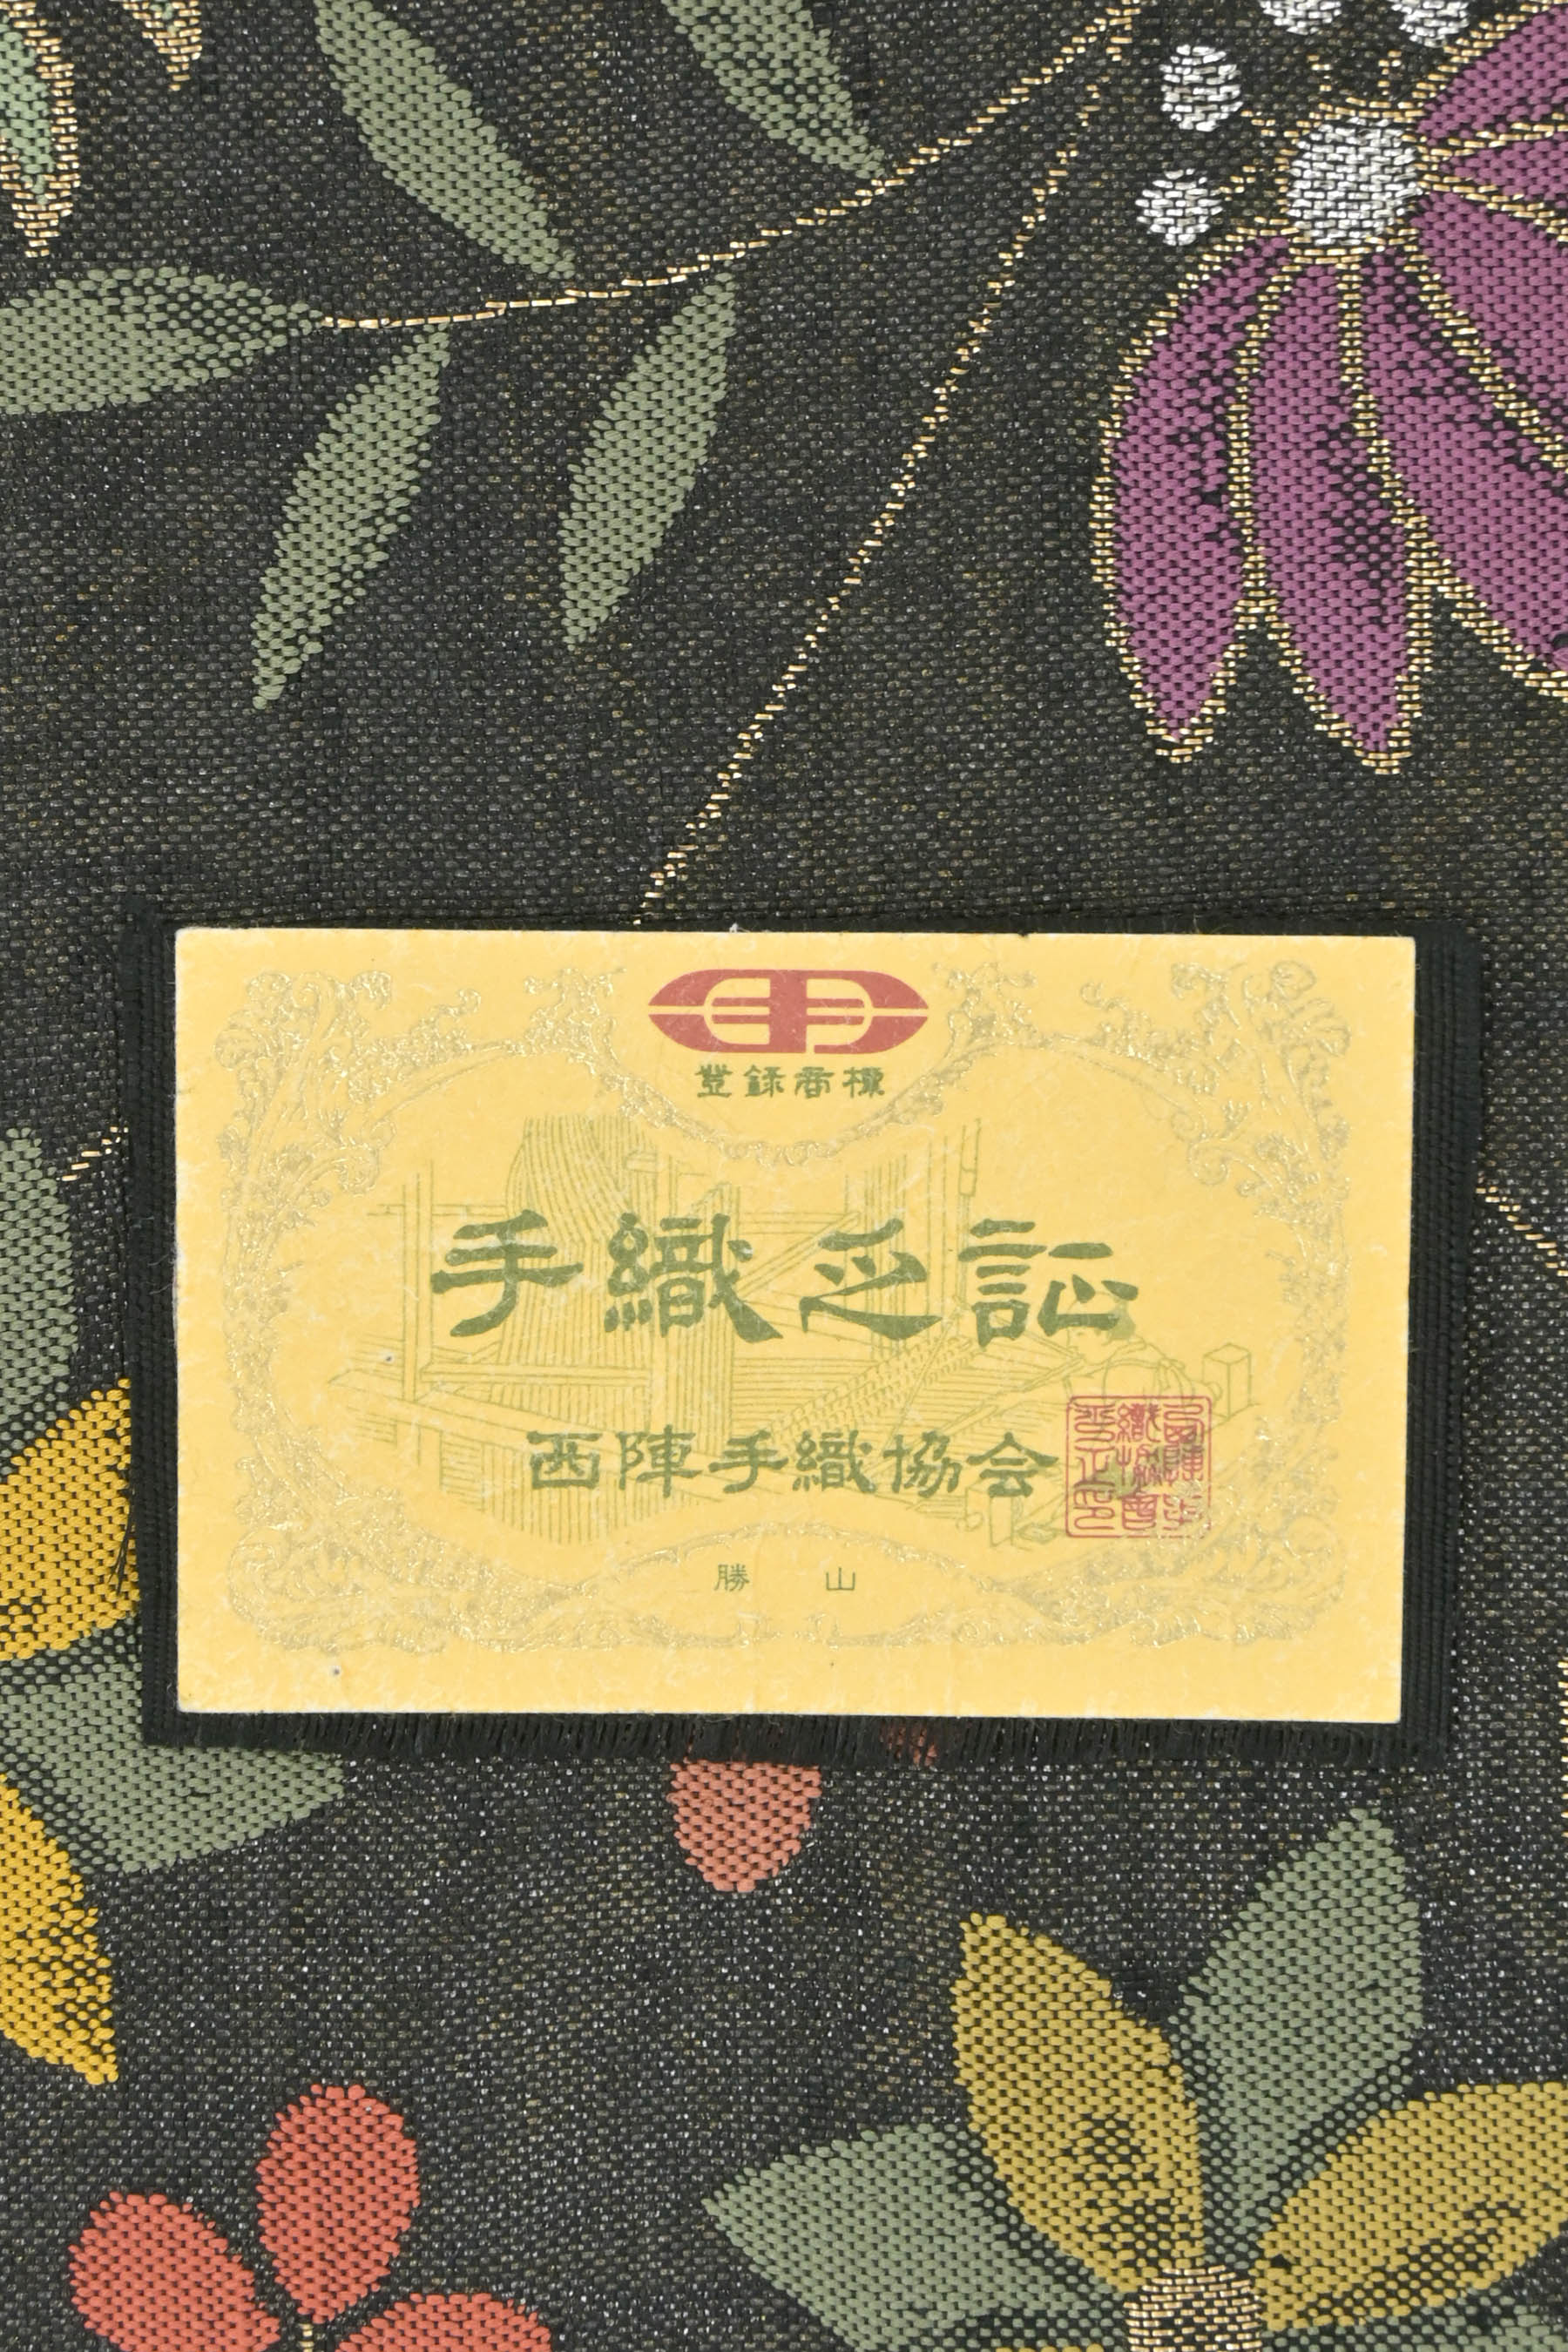 登録商標
手織之証
西陣手織協会
勝 山